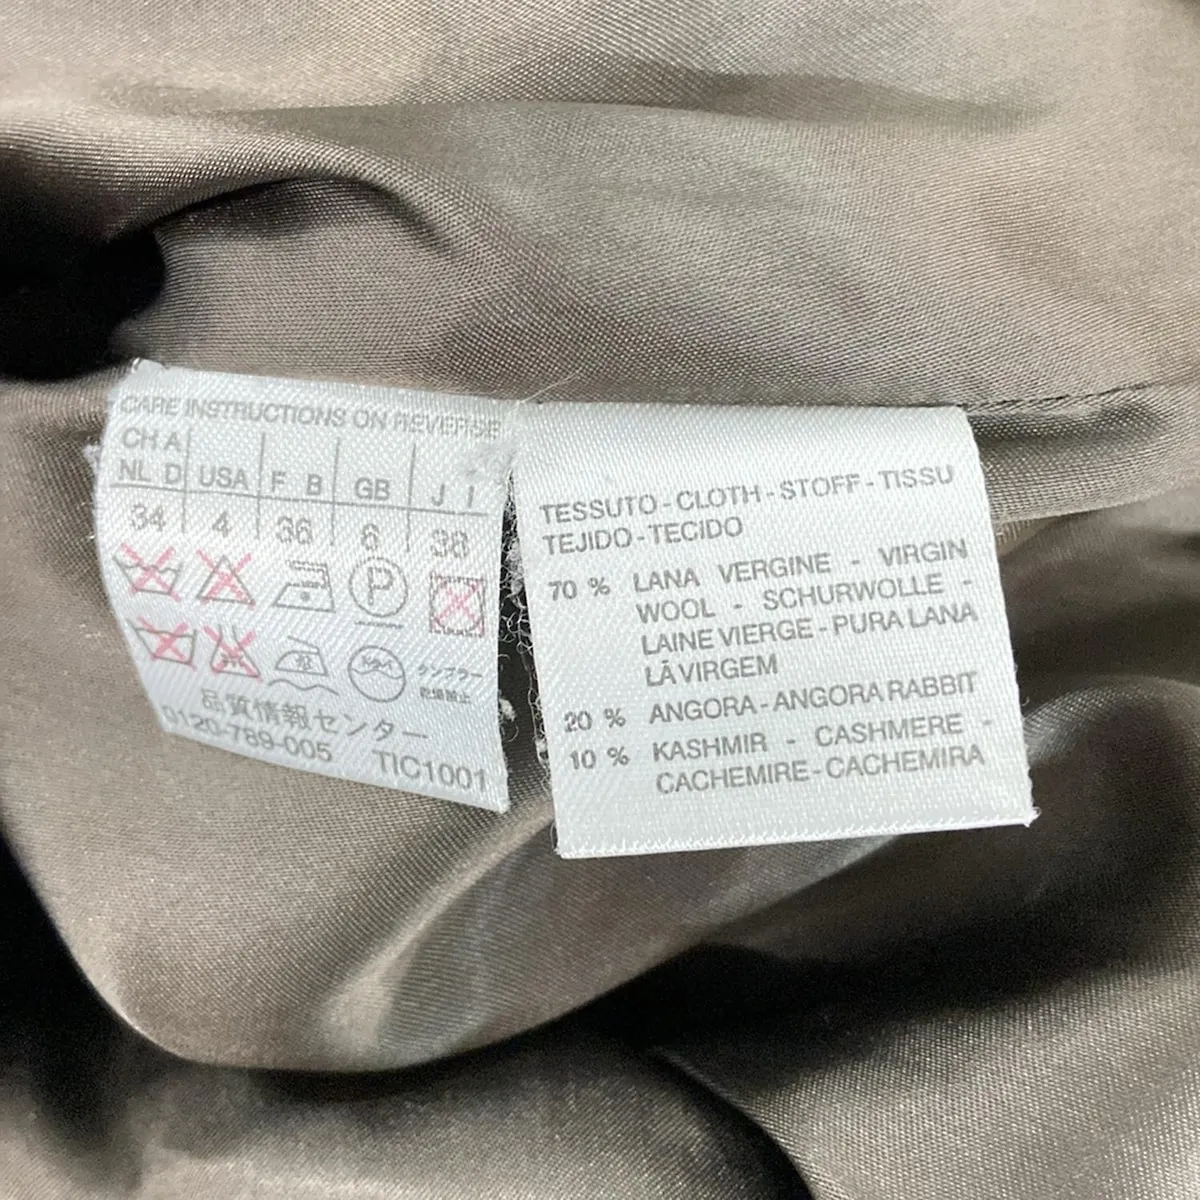 CARE INSTRUCTIONS ON REVERSE
CH A
NL D USA F B GB J I
34 4 36 6 38
P
ドライ タンブラー
乾燥禁止
品質情報センター
0120-789-005 TIC1001
TESSUTO - CLOTH - STOFF - TISSU
TEJIDO - TECIDO
70 % LANA VERGINE - VIRGIN
WOOL - SCHURWOLLE -
LAINE VIERGE - PURA LANA
LÃ VIRGEM
20 % ANGORA - ANGORA RABBIT
10 % KASHMIR - CASHMERE -
CACHEMIRE - CACHEMIRA